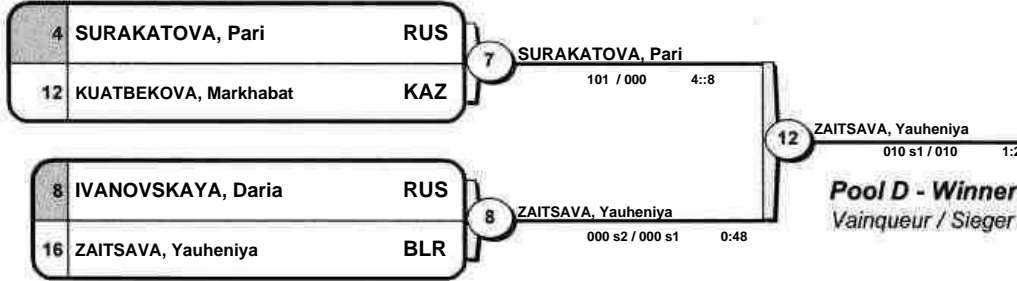 4 SURAKATOVA, Pari RUS
12 KUATBEKOVA, Markhabat KAZ
7
SURAKATOVA, Pari
101 / 000 4::8
8 IVANOVSKAYA, Daria RUS
16 ZAITSAVA, Yauheniya BLR
8
ZAITSAVA, Yauheniya
000 s2 / 000 s1 0:48
12
ZAITSAVA, Yauheniya
010 s1 / 010 1:2
Pool D - Winner
Vainqueur / Sieger